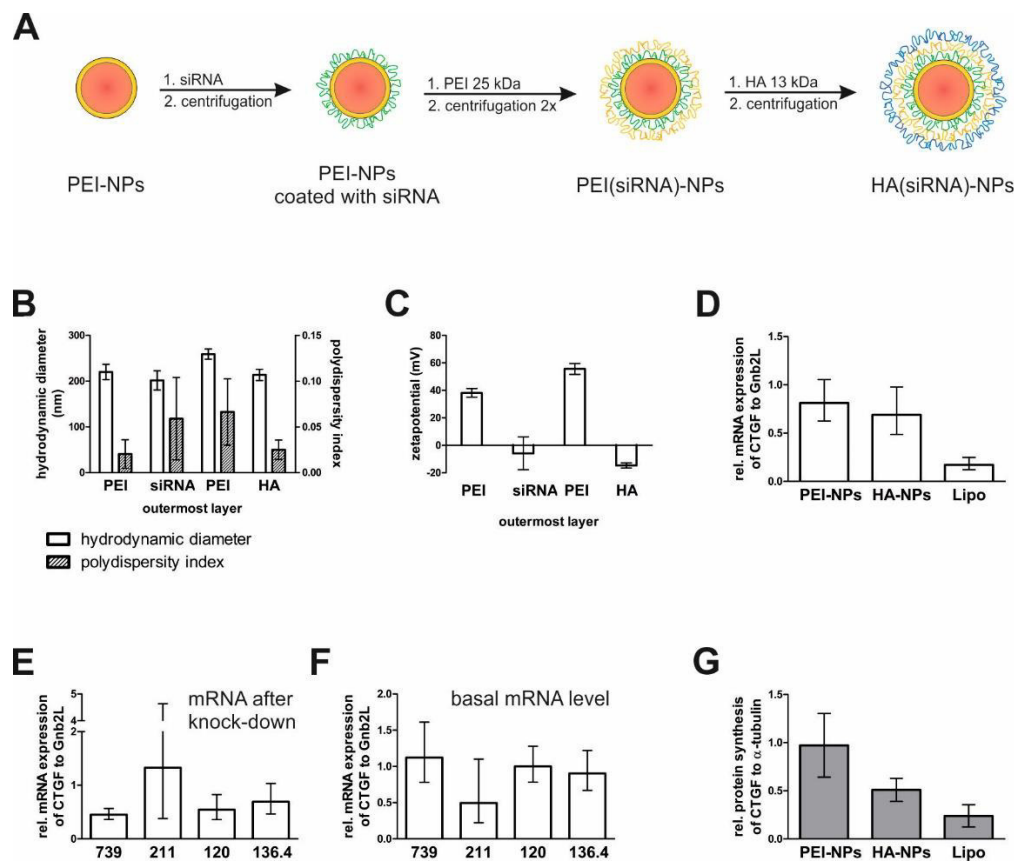 A
1. siRNA
2. centrifugation
1. PEI 25 kDa
2. centrifugation 2x
1. HA 13 kDa
2. centrifugation
PEI-NPs
PEI-NPs
coated with siRNA
PEI(siRNA)-NPs
HA(siRNA)-NPs
B
hydrodynamic diameter
(nm)
300
200
100
0
0.15
0.10
0.05
0.00
polydispersity index
PEI siRNA PEI HA
outermost layer
hydrodynamic diameter
polydispersity index
C
zetapotential (mV)
80
60
40
20
0
-20
PEI siRNA PEI HA
outermost layer
D
rel. mRNA expression
of CTGF to Gnb2L
1.5
1.0
0.5
0.0
PEI-NPs HA-NPs Lipo
E
rel. mRNA expression
of CTGF to Gnb2L
5
4
2
1
0
mRNA after
knock-down
739 211 120 136.4
F
rel. mRNA expression
of CTGF to Gnb2L
2.0
1.5
1.0
0.5
0.0
basal mRNA level
739 211 120 136.4
G
rel. protein synthesis
of CTGF to α-tubulin
1.5
1.0
0.5
0.0
PEI-NPs HA-NPs Lipo